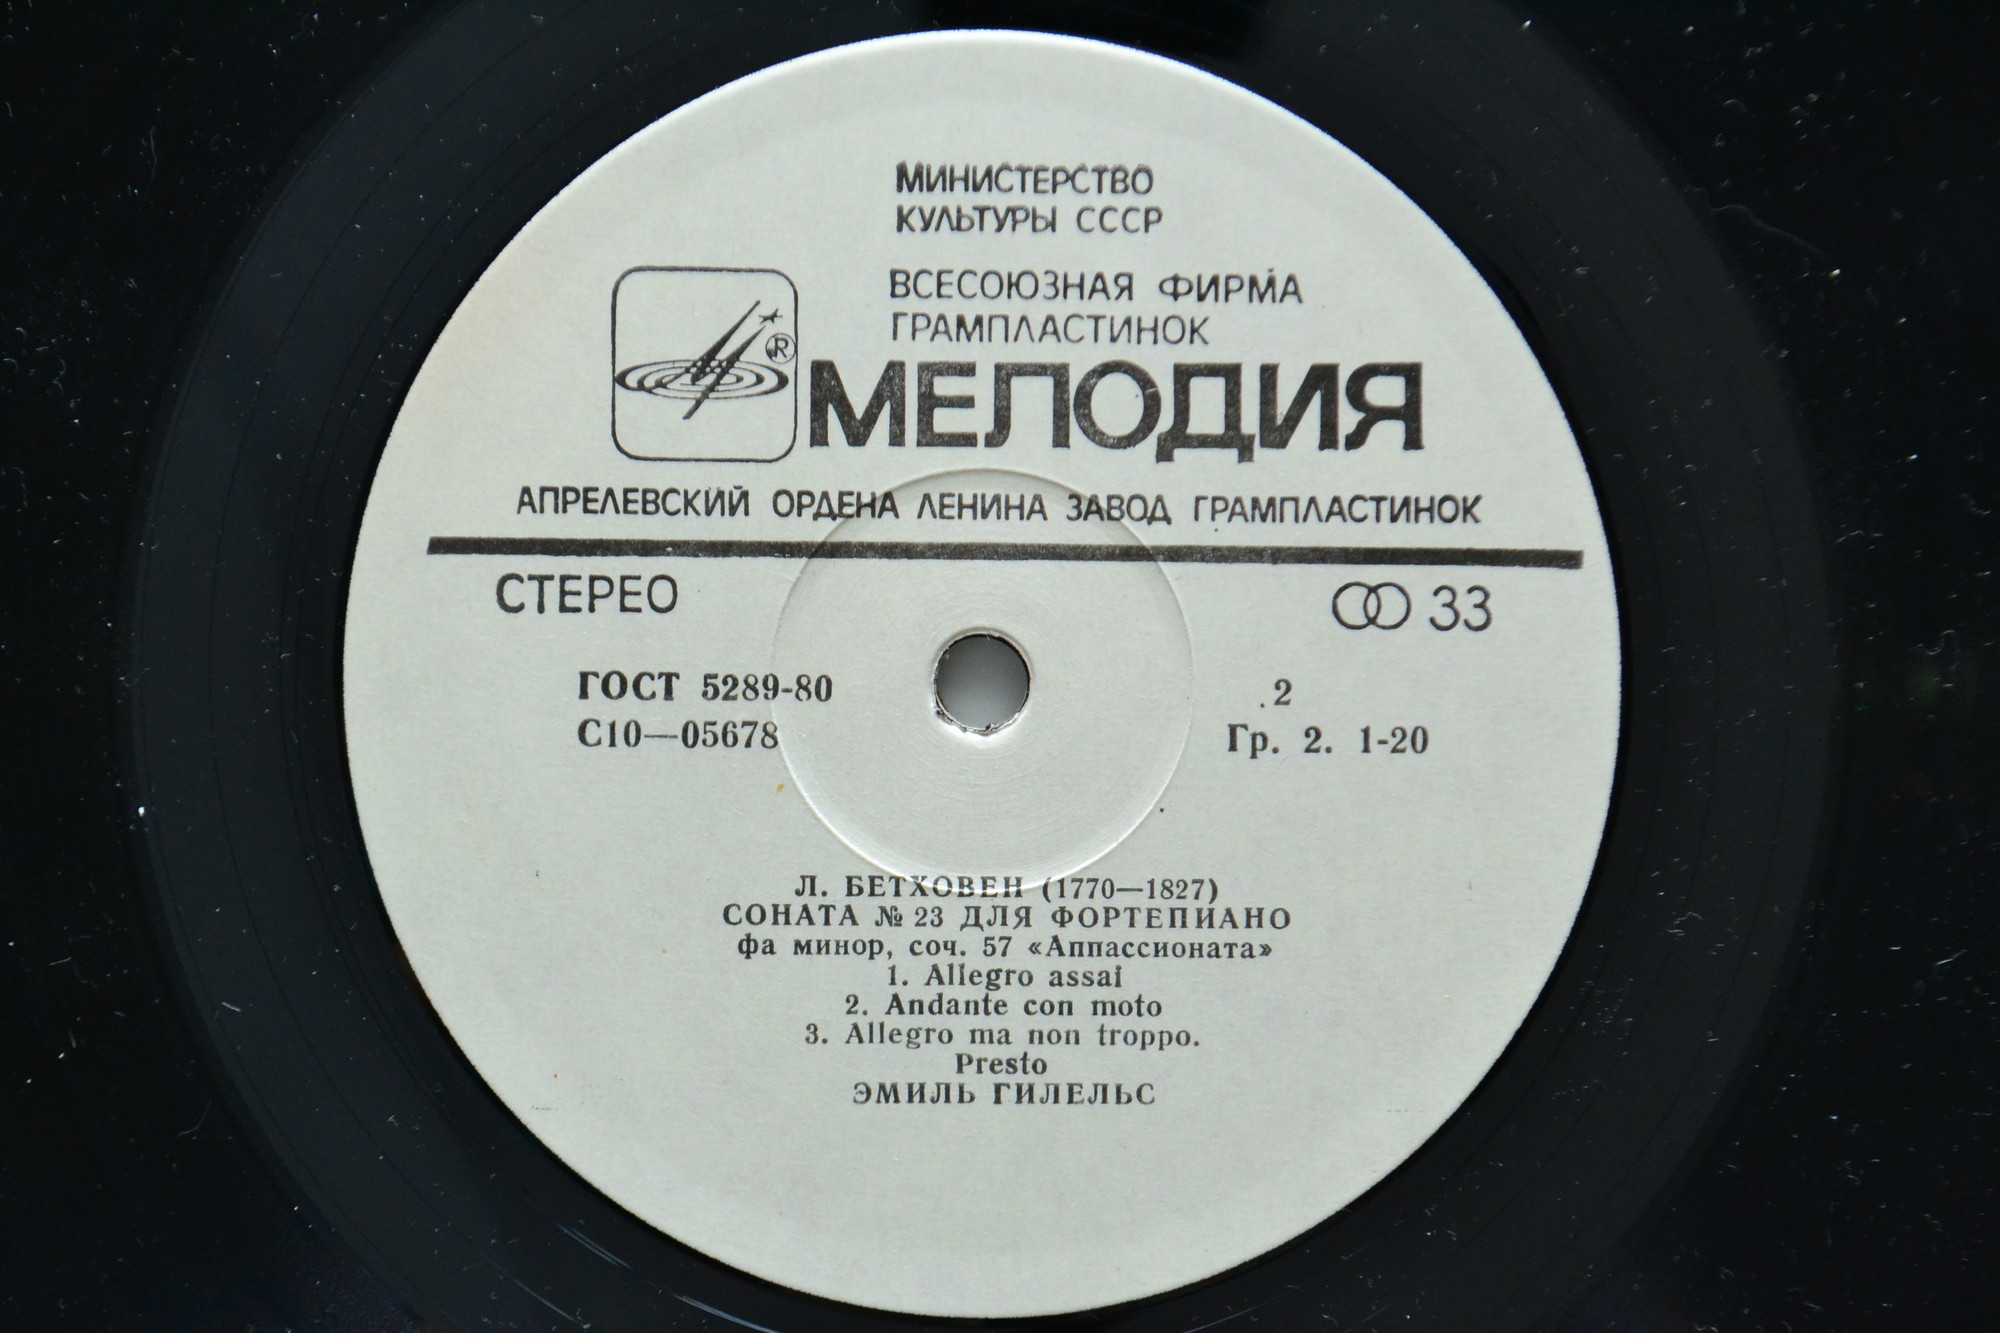 МИНИСТЕРСТВО
КУЛЬТУРЫ СССР
ВСЕСОЮЗНАЯ ФИРМА
ГРАМПЛАСТИНОК
®
МЕЛОДИЯ
АПРЕЛЕВСКИЙ ОРДЕНА ЛЕНИНА ЗАВОД ГРАМПЛАСТИНОК
СТЕРЕО
33
ГОСТ 5289-80
2
С10—05678
Гр. 2. 1-20
Л. БЕТХОВЕН (1770—1827)
СОНАТА № 23 ДЛЯ ФОРТЕПИАНО
фа минор, соч. 57 «Аппассионата»
1. Allegro assai
2. Andante con moto
3. Allegro ma non troppo.
Presto
ЭМИЛЬ ГИЛЕЛЬС